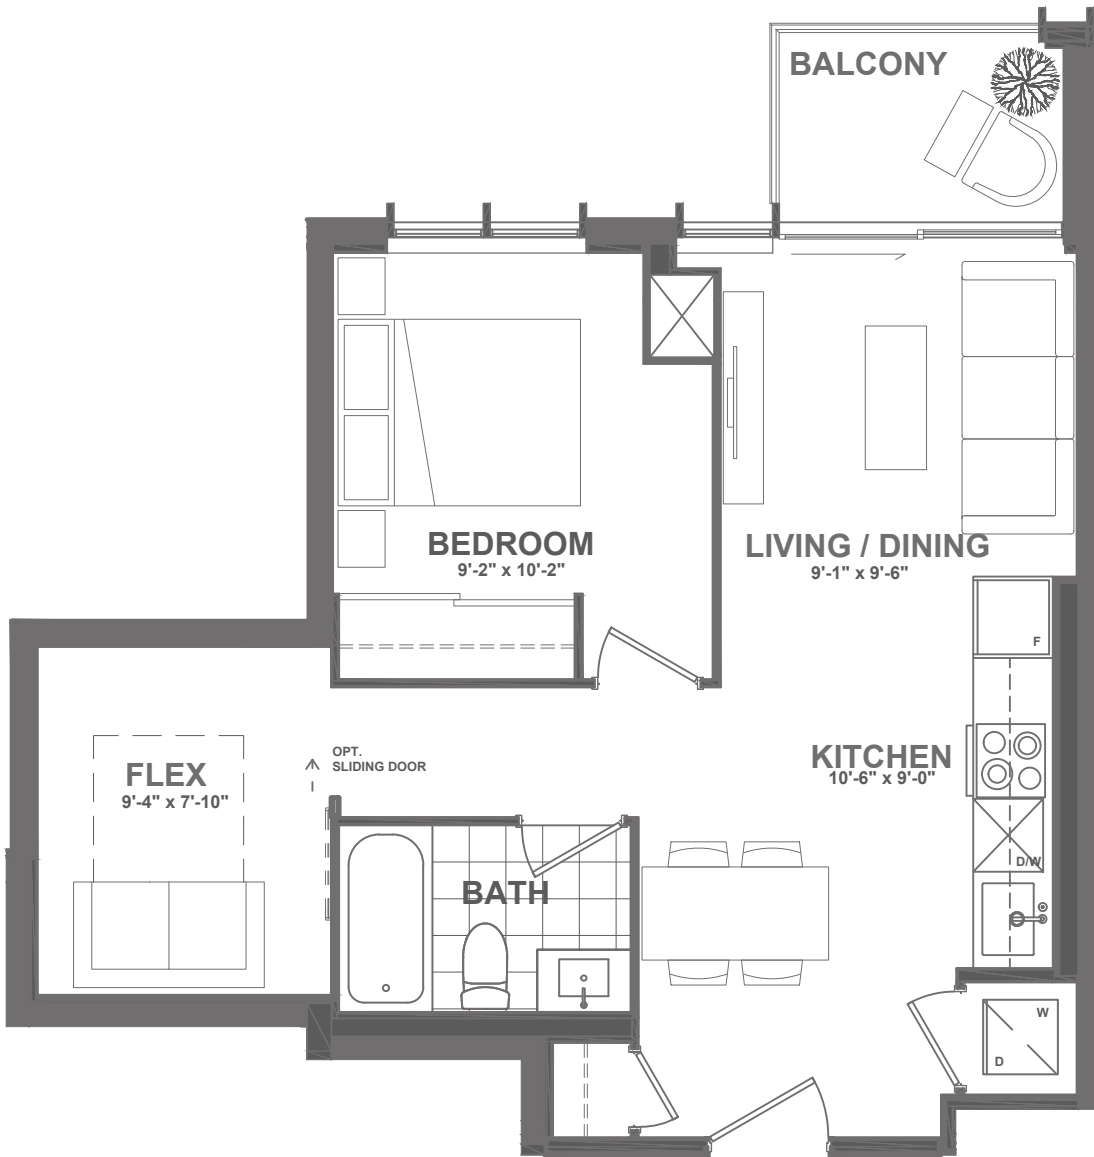 BALCONY
BEDROOM
9'-2" x 10'-2"
LIVING / DINING
9'-1" x 9'-6"
F
OPT.
SLIDING DOOR
FLEX
9'-4" x 7'-10"
KITCHEN
10'-6" x 9'-0"
D/W
BATH
W
D